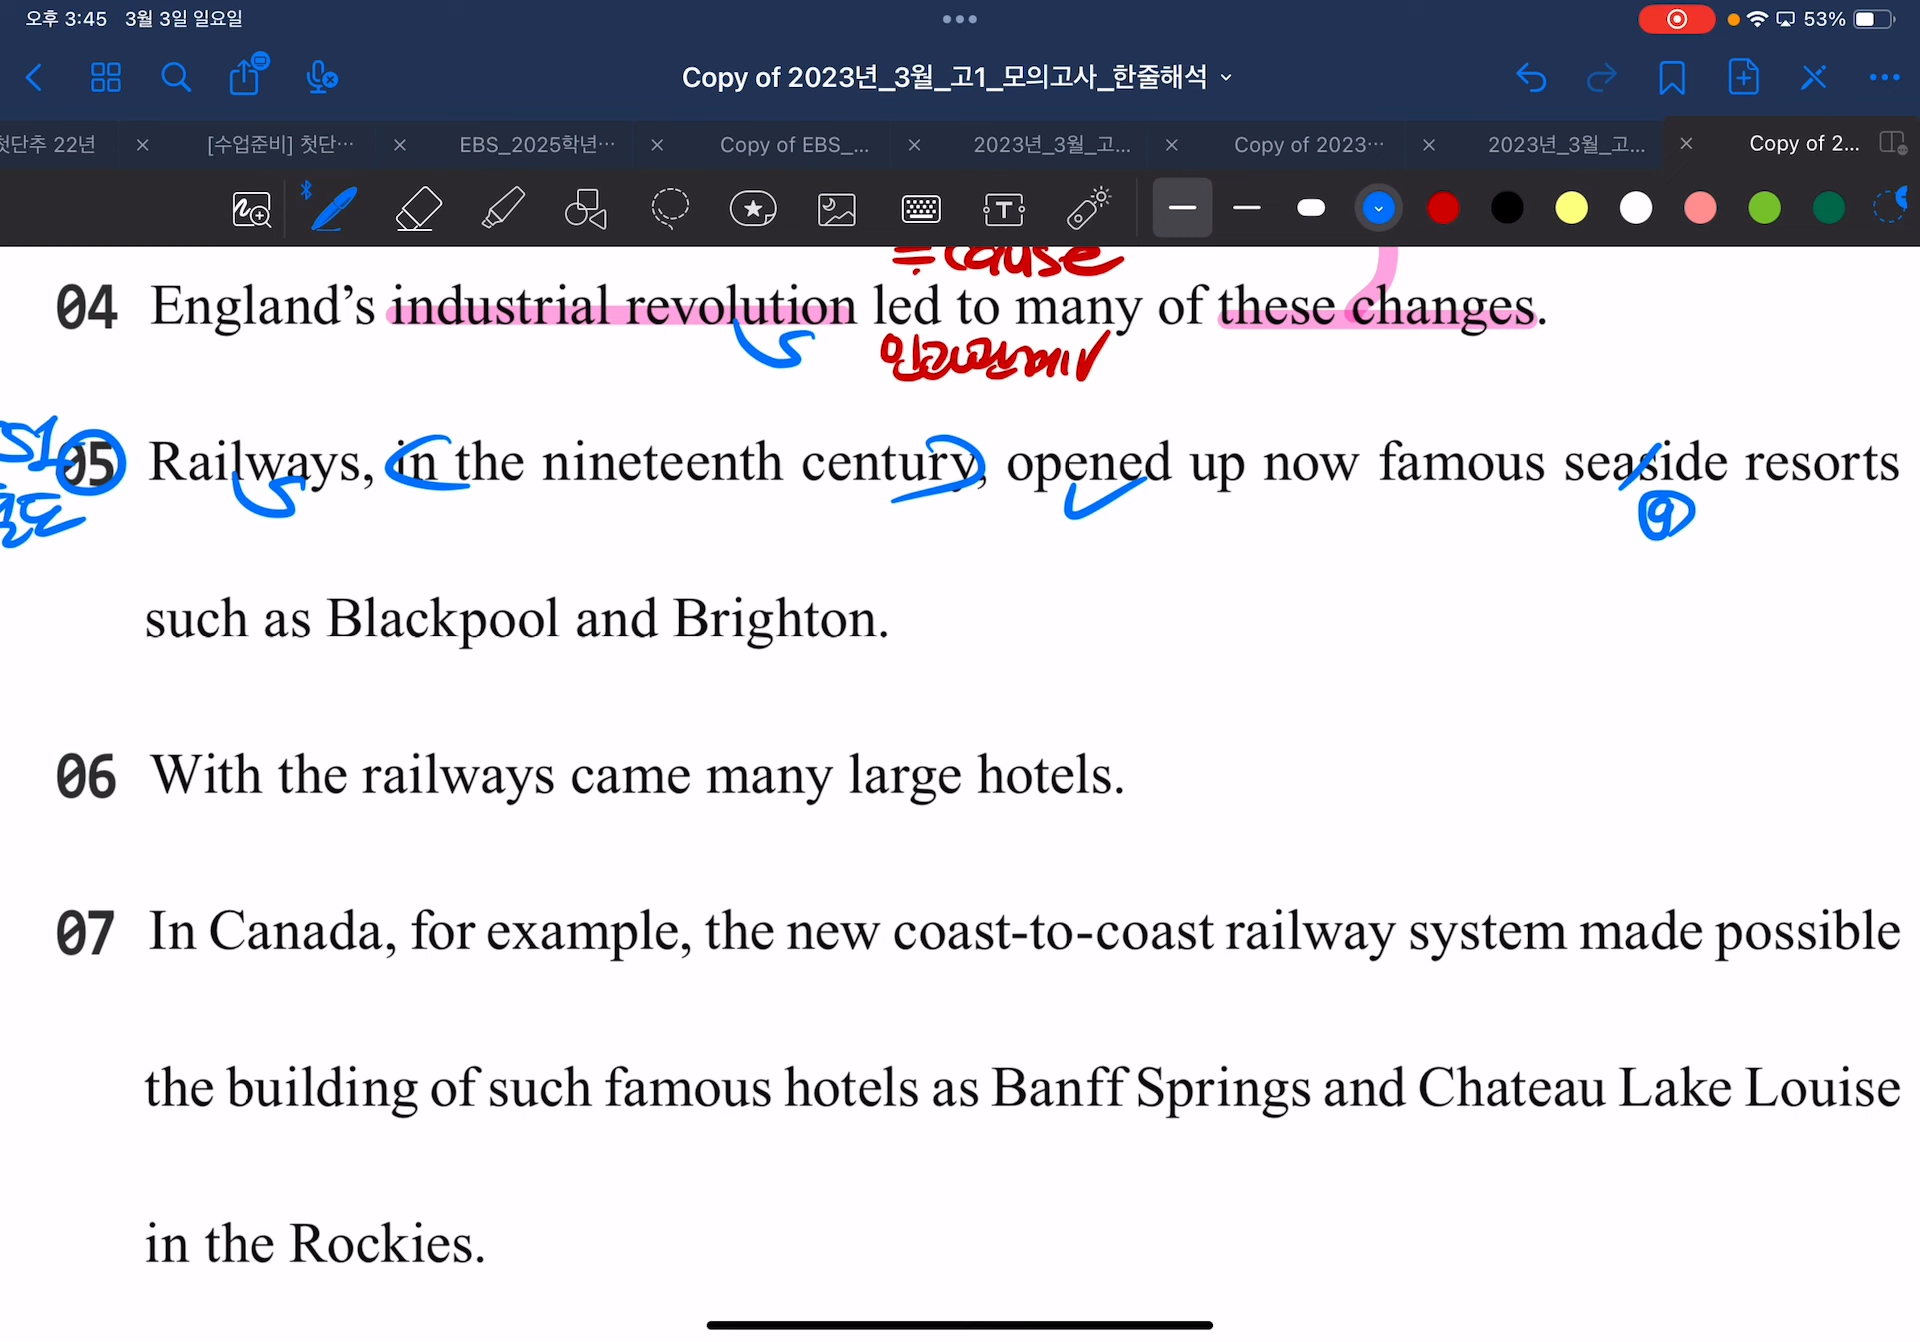 오후 3:45 3월 3일 일요일
53%
Copy of 2023년_3월_고1_모의고사_한줄해석
첫단추 22년
[수업준비] 첫단…
EBS_2025학년…
Copy of EBS_...
2023년_3월_고...
Copy of 2023…
2023년_3월_고...
Copy of 2...
=cause
04 England's industrial revolution led to many of these changes.
인과관계
S1
05 Railways, in the nineteenth century, opened up now famous seaside resorts
such as Blackpool and Brighton.
06 With the railways came many large hotels.
07 In Canada, for example, the new coast-to-coast railway system made possible
the building of such famous hotels as Banff Springs and Chateau Lake Louise
in the Rockies.